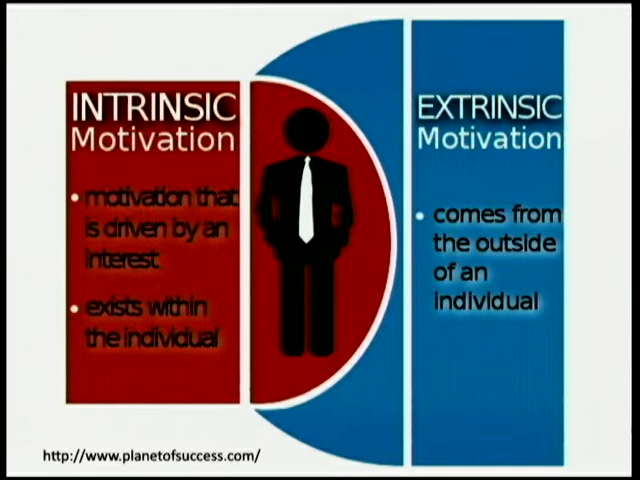 INTRINSIC
Motivation
• motivation that
is driven by an
interest
• exists within
the individual
EXTRINSIC
Motivation
• comes from
the outside
of an
individual
http://www.planetofsuccess.com/